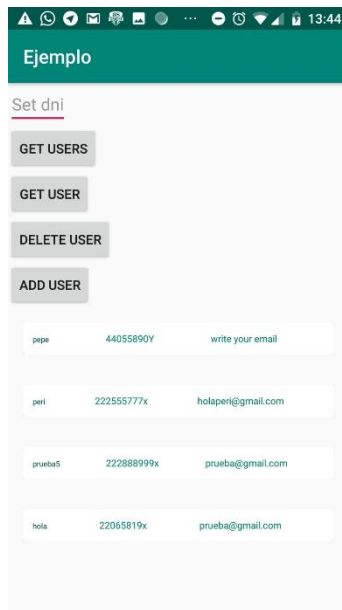 13:44
Ejemplo
Set dni
GET USERS
GET USER
DELETE USER
ADD USER
pepe 44055890Y write your email
peri 222555777x holaperi@gmail.com
prueba5 222888999x prueba@gmail.com
hola 22065819x prueba@gmail.com